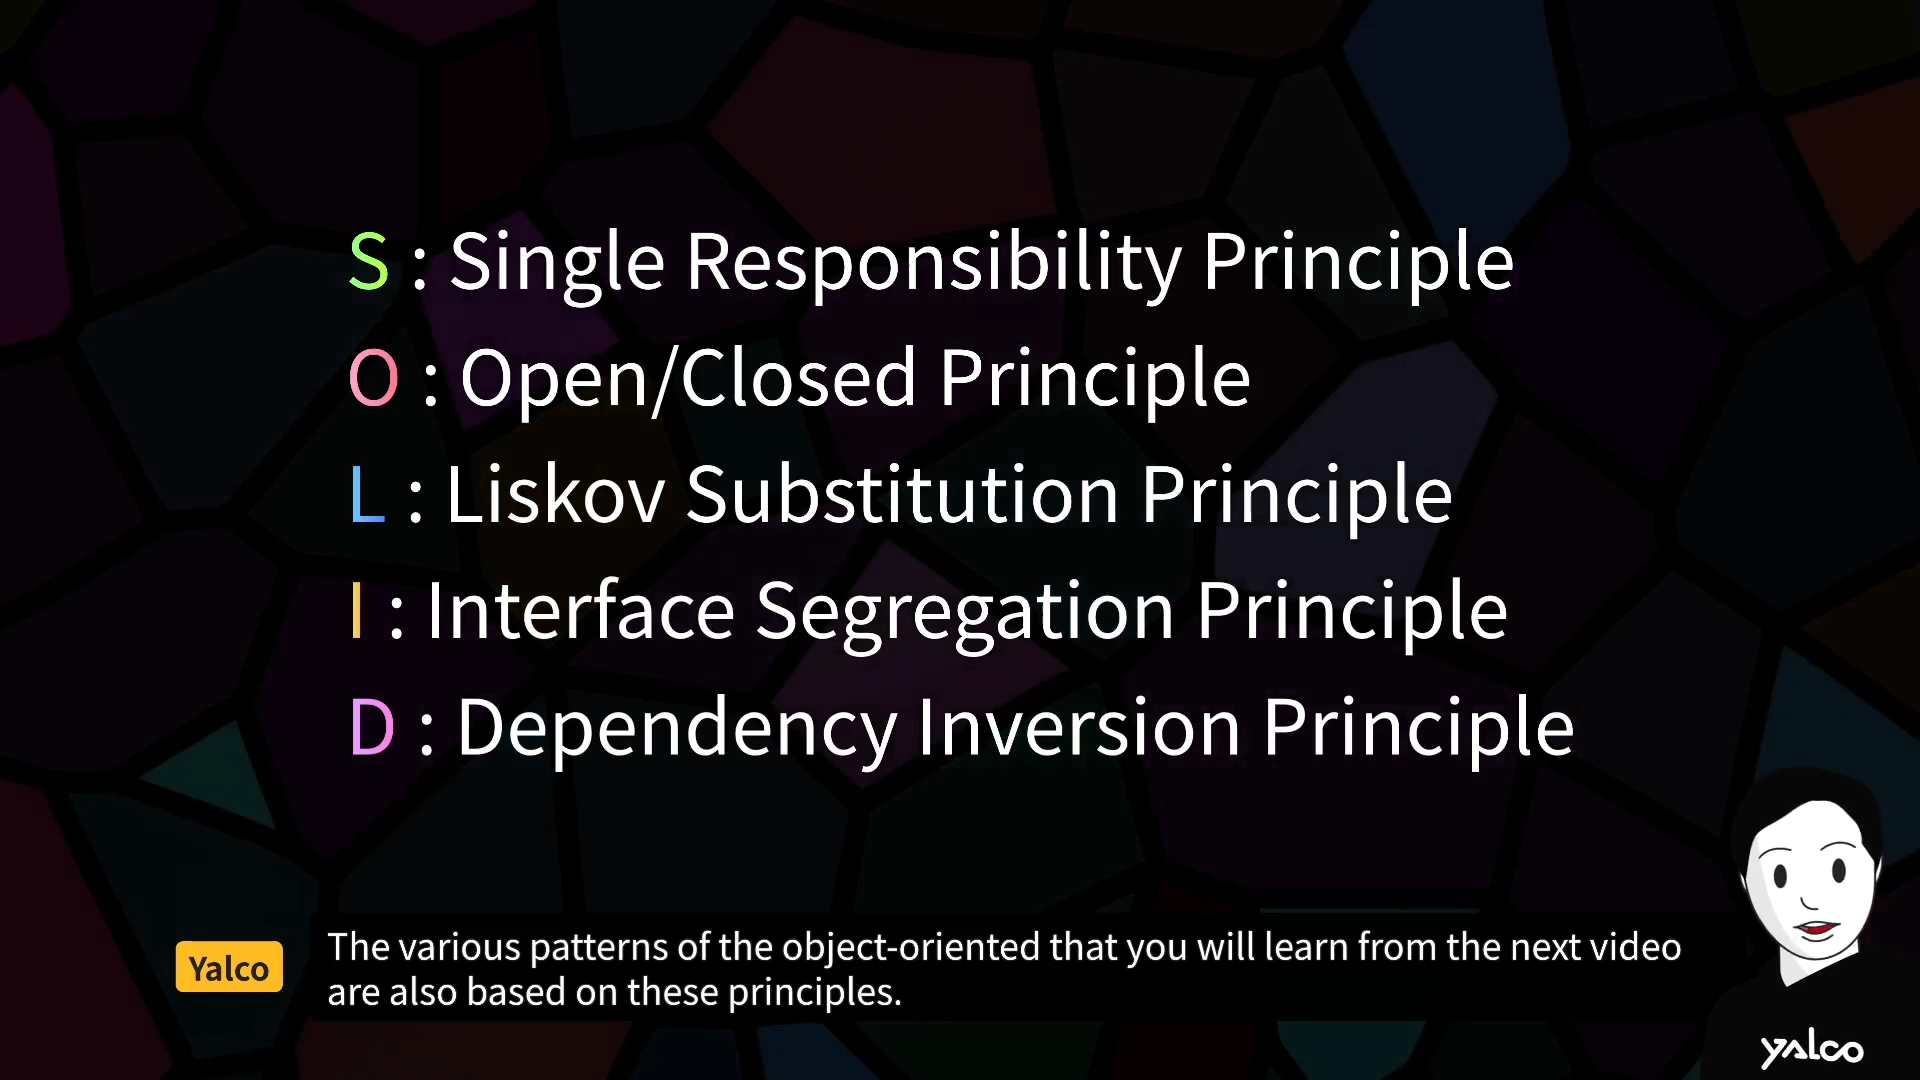 S : Single Responsibility Principle
O : Open/Closed Principle
L : Liskov Substitution Principle
I : Interface Segregation Principle
D : Dependency Inversion Principle
Yalco
The various patterns of the object-oriented that you will learn from the next video
are also based on these principles.
yalco